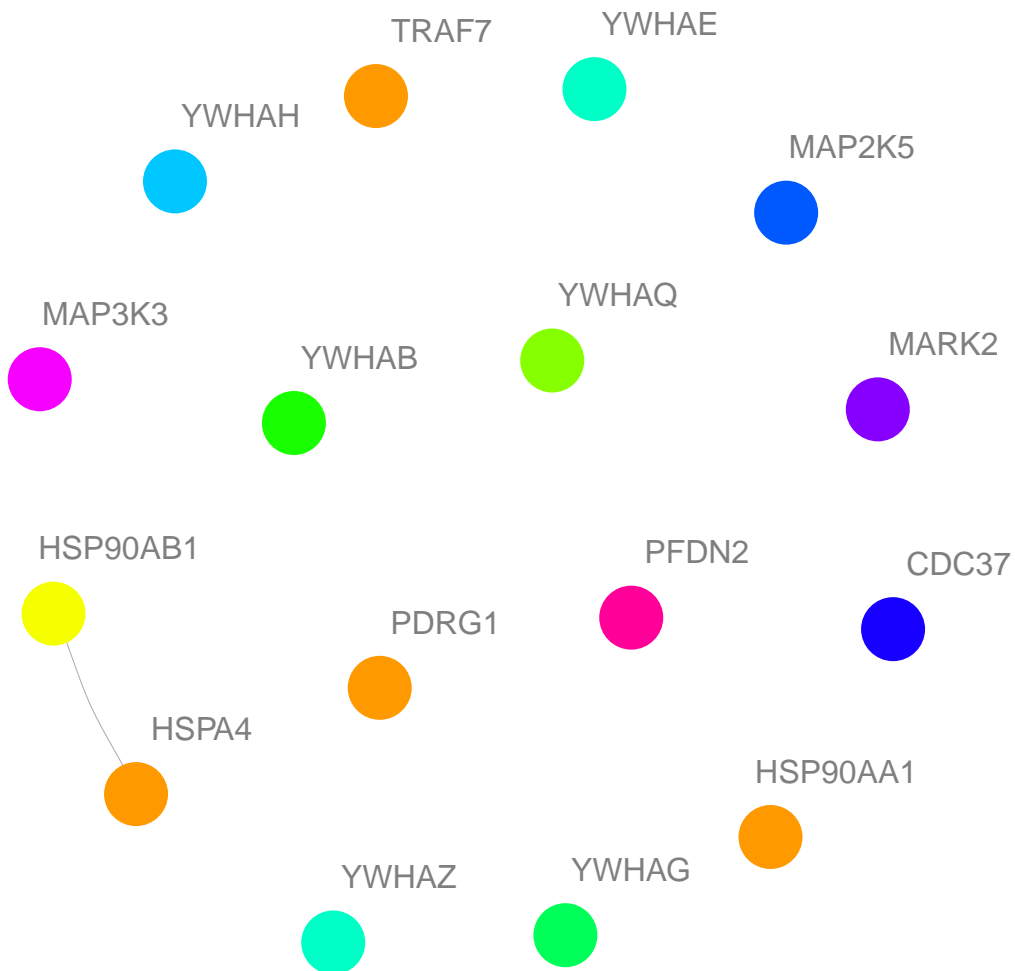 YWHAE
TRAF7
YWHAH
MAP2K5
YWHAQ
MAP3K3
MARK2
YWHAB
HSP90AB1
PFDN2
CDC37
PDRG1
HSPA4
HSP90AA1
YWHAG
YWHAZ